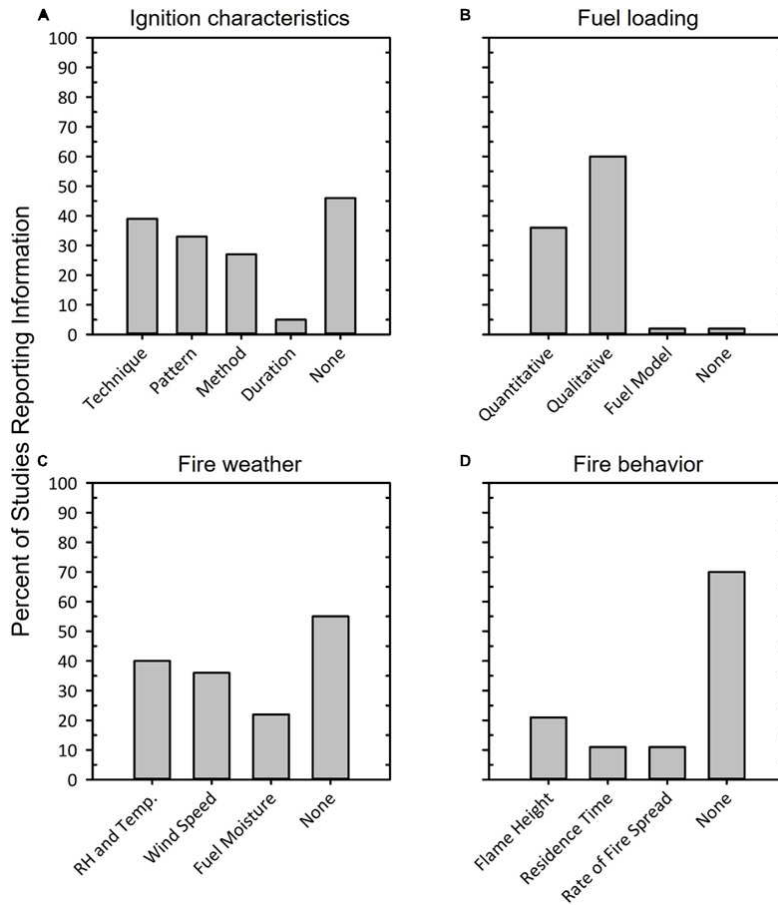 A Ignition characteristics
B Fuel loading
Percent of Studies Reporting Information
100
90
80
70
60
50
40
30
20
10
0
Technique
Pattern
Method
Duration
None
Quantitative
Qualitative
Fuel Model
None
C Fire weather
D Fire behavior
100
90
80
70
60
50
40
30
20
10
0
RH and Temp.
Wind Speed
Fuel Moisture
None
Flame Height
Residence Time
Rate of Fire Spread
None